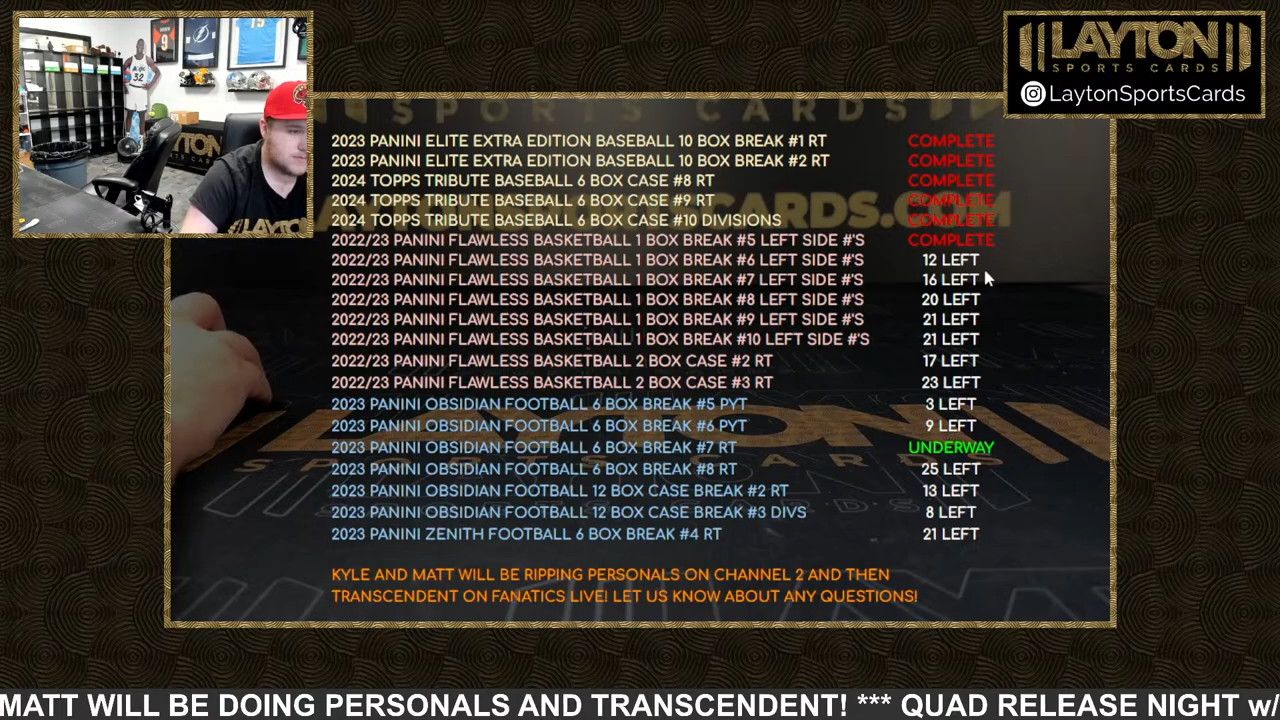 LAYTON
SPORTS CARDS
LaytonSportsCards
SPORTS CARDS
2023 PANINI ELITE EXTRA EDITION BASEBALL 10 BOX BREAK #1 RT COMPLETE
2023 PANINI ELITE EXTRA EDITION BASEBALL 10 BOX BREAK #2 RT COMPLETE
2024 TOPPS TRIBUTE BASEBALL 6 BOX CASE #8 RT COMPLETE
2024 TOPPS TRIBUTE BASEBALL 6 BOX CASE #9 RT COMPLETE
2024 TOPPS TRIBUTE BASEBALL 6 BOX CASE #10 DIVISIONS COMPLETE
2022/23 PANINI FLAWLESS BASKETBALL 1 BOX BREAK #5 LEFT SIDE #'S COMPLETE
2022/23 PANINI FLAWLESS BASKETBALL 1 BOX BREAK #6 LEFT SIDE #'S 12 LEFT
2022/23 PANINI FLAWLESS BASKETBALL 1 BOX BREAK #7 LEFT SIDE #'S 16 LEFT
2022/23 PANINI FLAWLESS BASKETBALL 1 BOX BREAK #8 LEFT SIDE #'S 20 LEFT
2022/23 PANINI FLAWLESS BASKETBALL 1 BOX BREAK #9 LEFT SIDE #'S 21 LEFT
2022/23 PANINI FLAWLESS BASKETBALL 1 BOX BREAK #10 LEFT SIDE #'S 21 LEFT
2022/23 PANINI FLAWLESS BASKETBALL 2 BOX CASE #2 RT 17 LEFT
2022/23 PANINI FLAWLESS BASKETBALL 2 BOX CASE #3 RT 23 LEFT
2023 PANINI OBSIDIAN FOOTBALL 6 BOX BREAK #5 PYT 3 LEFT
2023 PANINI OBSIDIAN FOOTBALL 6 BOX BREAK #6 PYT 9 LEFT
2023 PANINI OBSIDIAN FOOTBALL 6 BOX BREAK #7 RT UNDERWAY
2023 PANINI OBSIDIAN FOOTBALL 6 BOX BREAK #8 RT 25 LEFT
2023 PANINI OBSIDIAN FOOTBALL 12 BOX CASE BREAK #2 RT 13 LEFT
2023 PANINI OBSIDIAN FOOTBALL 12 BOX CASE BREAK #3 DIVS 8 LEFT
2023 PANINI ZENITH FOOTBALL 6 BOX BREAK #4 RT 21 LEFT
KYLE AND MATT WILL BE RIPPING PERSONALS ON CHANNEL 2 AND THEN
TRANSCENDENT ON FANATICS LIVE! LET US KNOW ABOUT ANY QUESTIONS!
MATT WILL BE DOING PERSONALS AND TRANSCENDENT! *** QUAD RELEASE NIGHT w/